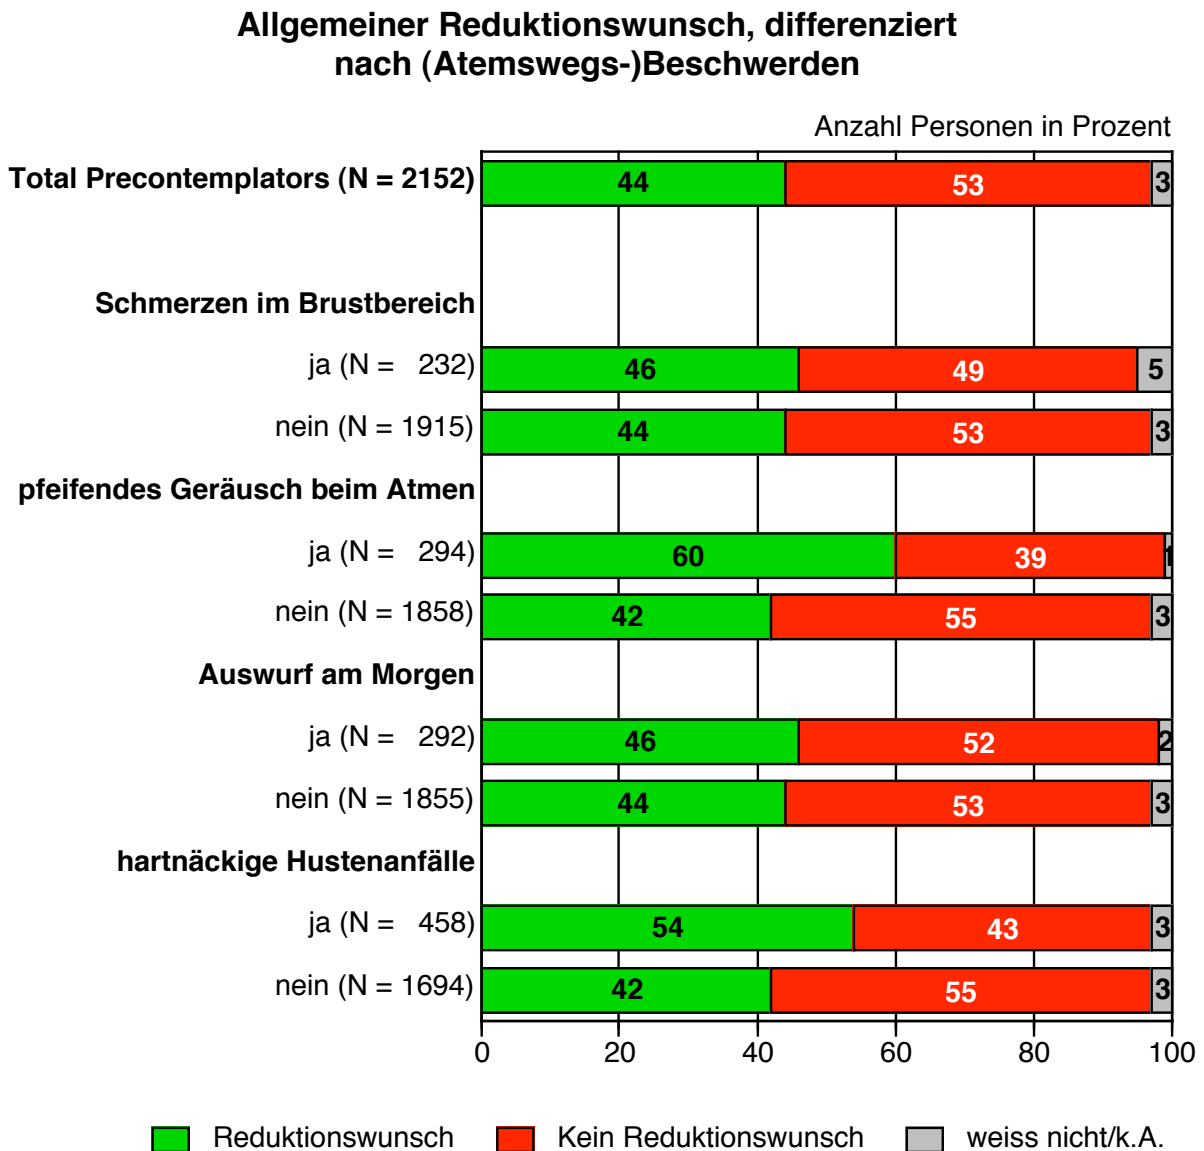 Allgemeiner Reduktionswunsch, differenziert
nach (Atemswegs-)Beschwerden
Anzahl Personen in Prozent
Total Precontemplators (N = 2152) 44 53 3
Schmerzen im Brustbereich
ja (N = 232) 46 49 5
nein (N = 1915) 44 53 3
pfeifendes Geräusch beim Atmen
ja (N = 294) 60 39 1
nein (N = 1858) 42 55 3
Auswurf am Morgen
ja (N = 292) 46 52 2
nein (N = 1855) 44 53 3
hartnäckige Hustenanfälle
ja (N = 458) 54 43 3
nein (N = 1694) 42 55 3
0 20 40 60 80 100
Reduktionswunsch Kein Reduktionswunsch weiss nicht/k.A.